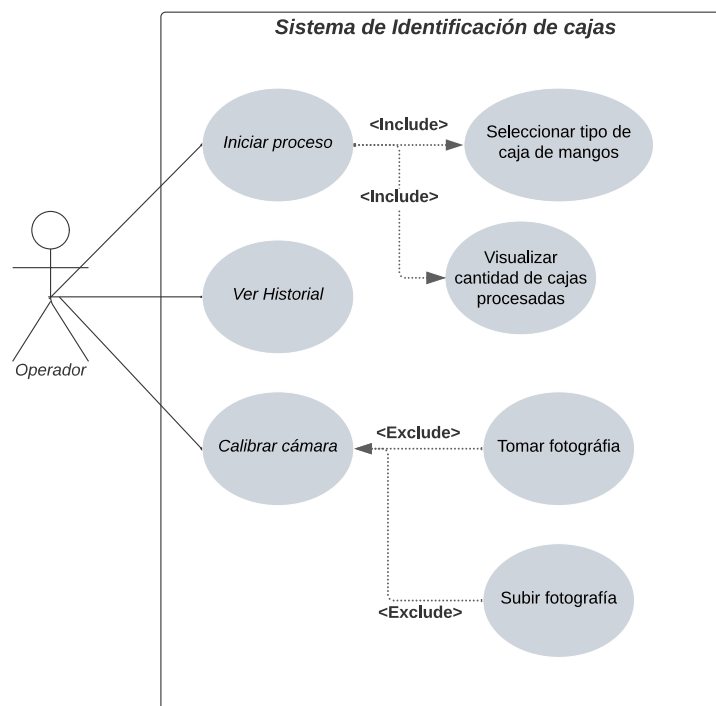 Sistema de Identificación de cajas
Iniciar proceso
<Include>
Seleccionar tipo de
caja de mangos
<Include>
Visualizar
cantidad de cajas
procesadas
Ver Historial
Operador
Calibrar cámara
<Exclude>
Tomar fotográfia
<Exclude>
Subir fotografía